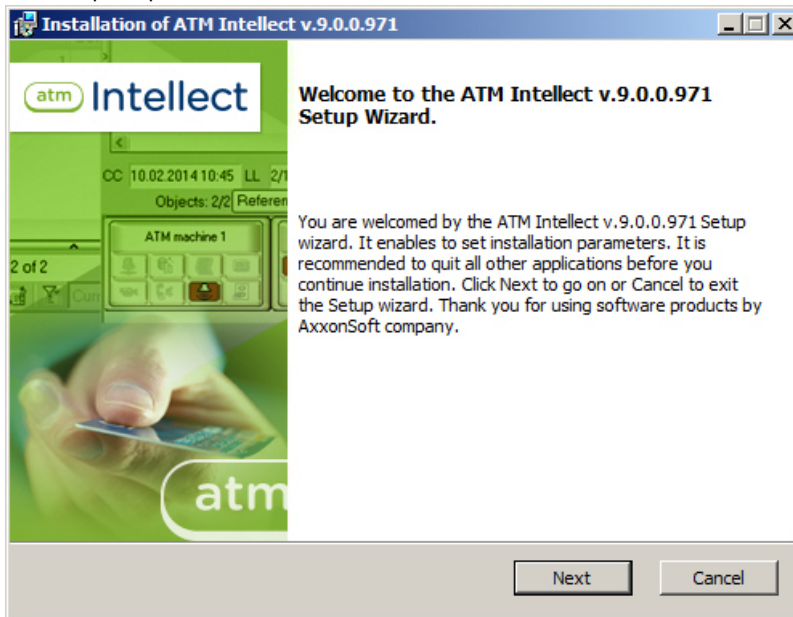 Installation of ATM Intellect v.9.0.0.971
atm Intellect
CC 10.02.2014 10:45 LL 2/1
Objects: 2/2 Referen
ATM machine 1
2 of 2
Curr
atm
Welcome to the ATM Intellect v.9.0.0.971
Setup Wizard.
You are welcomed by the ATM Intellect v.9.0.0.971 Setup
wizard. It enables to set installation parameters. It is
recommended to quit all other applications before you
continue installation. Click Next to go on or Cancel to exit
the Setup wizard. Thank you for using software products by
AxxonSoft company.
Next
Cancel